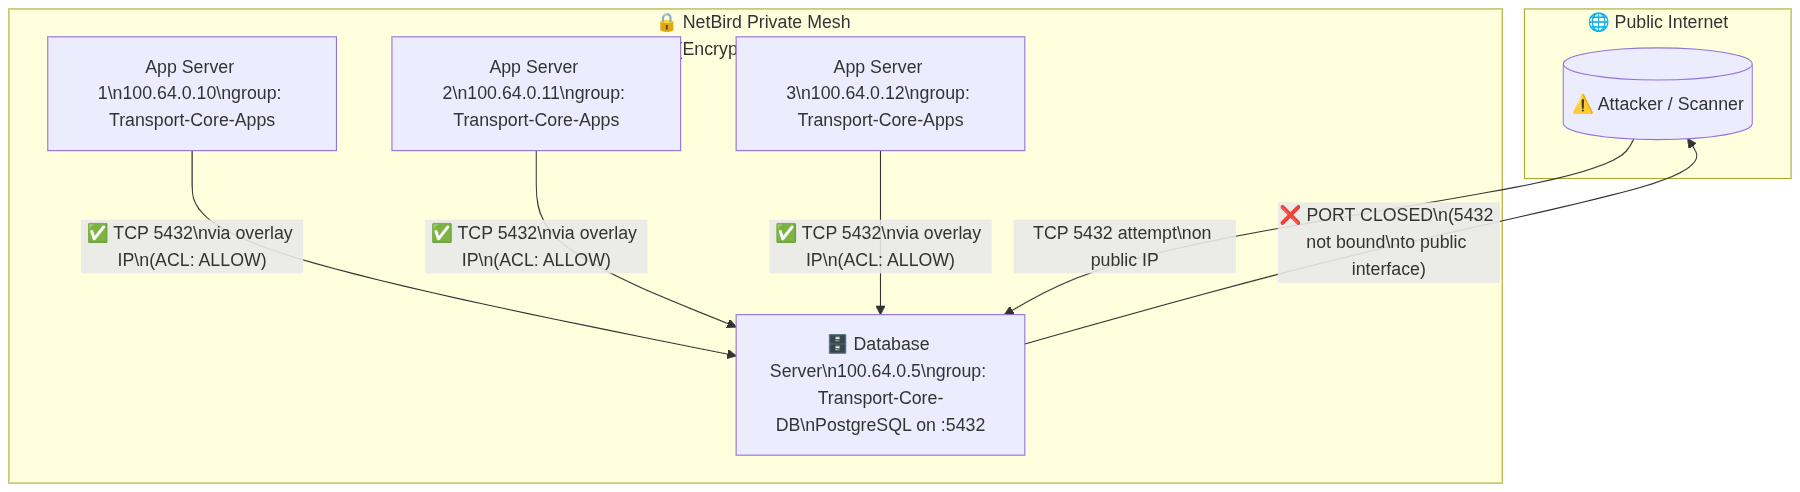 🔒 NetBird Private Mesh
(Encryp
🌐 Public Internet
App Server
1\n100.64.0.10\ngroup:
Transport-Core-Apps
App Server
2\n100.64.0.11\ngroup:
Transport-Core-Apps
App Server
3\n100.64.0.12\ngroup:
Transport-Core-Apps
⚠️ Attacker / Scanner
✅ TCP 5432\nvia overlay
IP\n(ACL: ALLOW)
✅ TCP 5432\nvia overlay
IP\n(ACL: ALLOW)
✅ TCP 5432\nvia overlay
IP\n(ACL: ALLOW)
TCP 5432 attempt\non
public IP
❌ PORT CLOSED\n(5432
not bound\nto public
interface)
🗄️ Database
Server\n100.64.0.5\ngroup:
Transport-Core-
DB\nPostgreSQL on :5432